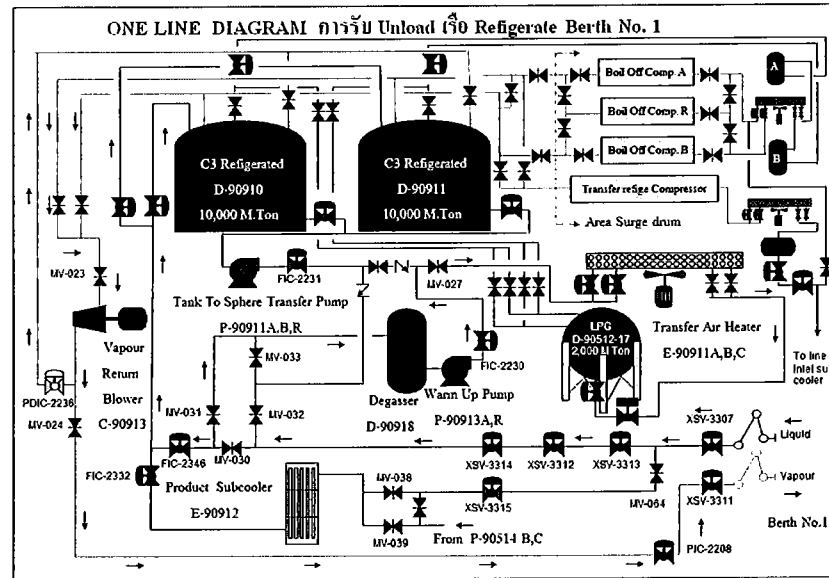 ONE LINE DIAGRAM การรับ Unload เรือ Refigerate Berth No. 1
A
Boil Off Comp. A
C3 Refrigerated
D-90910
10,000 M.Ton
C3 Refrigerated
D-90911
10,000 M.Ton
Boil Off Comp. R
Boil Off Comp. B
B
Transfer refige Compressor
Area Surge drum
MV-023
FIC-2231
MV-027
Tank To Sphere Transfer Pump
P-90911A,B,R
LPG
D-90512-17
2,000 M Ton
Transfer Air Heater
E-90911A,B,C
To line
Inlet su
cooler
Vapour
Return
Blower
C-90913
MV-033
FIC-2230
Warm Up Pump
P-90913A,R
Degasser
D-90918
PDIC-2236
MV-024
MV-031
MV-032
XSV-3307
Liquid
FIC-2346
MV-030
XSV-3314
XSV-3312
XSV-3313
Vapour
FIC-2332
Product Subcooler
E-90912
MV-038
XSV-3315
MV-064
XSV-3311
MV-039
From P-90514 B,C
PIC-2208
Berth No.1